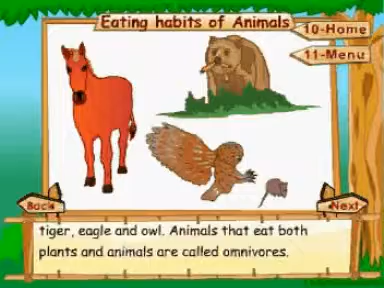 Eating habits of Animals
10-Home
11-Menu
Back
Next
tiger, eagle and owl. Animals that eat both
plants and animals are called omnivores.